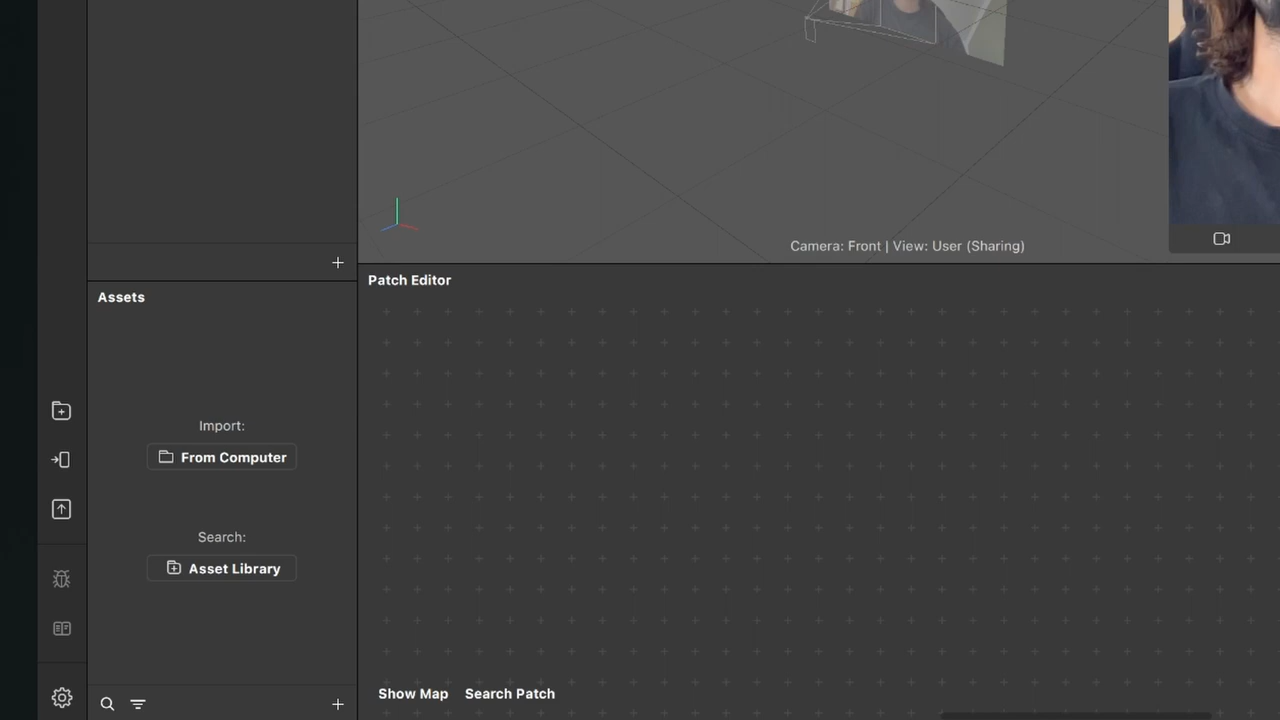 Camera: Front | View: User (Sharing)
Patch Editor
Assets
Import:
From Computer
Search:
Asset Library
Show Map
Search Patch